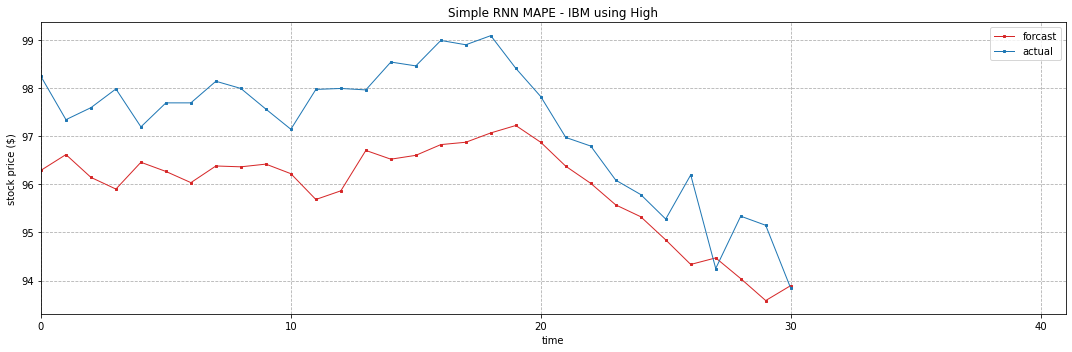 Simple RNN MAPE - IBM using High
forcast
actual
99
98
97
96
95
94
stock price ($)
0 10 20 30 40
time